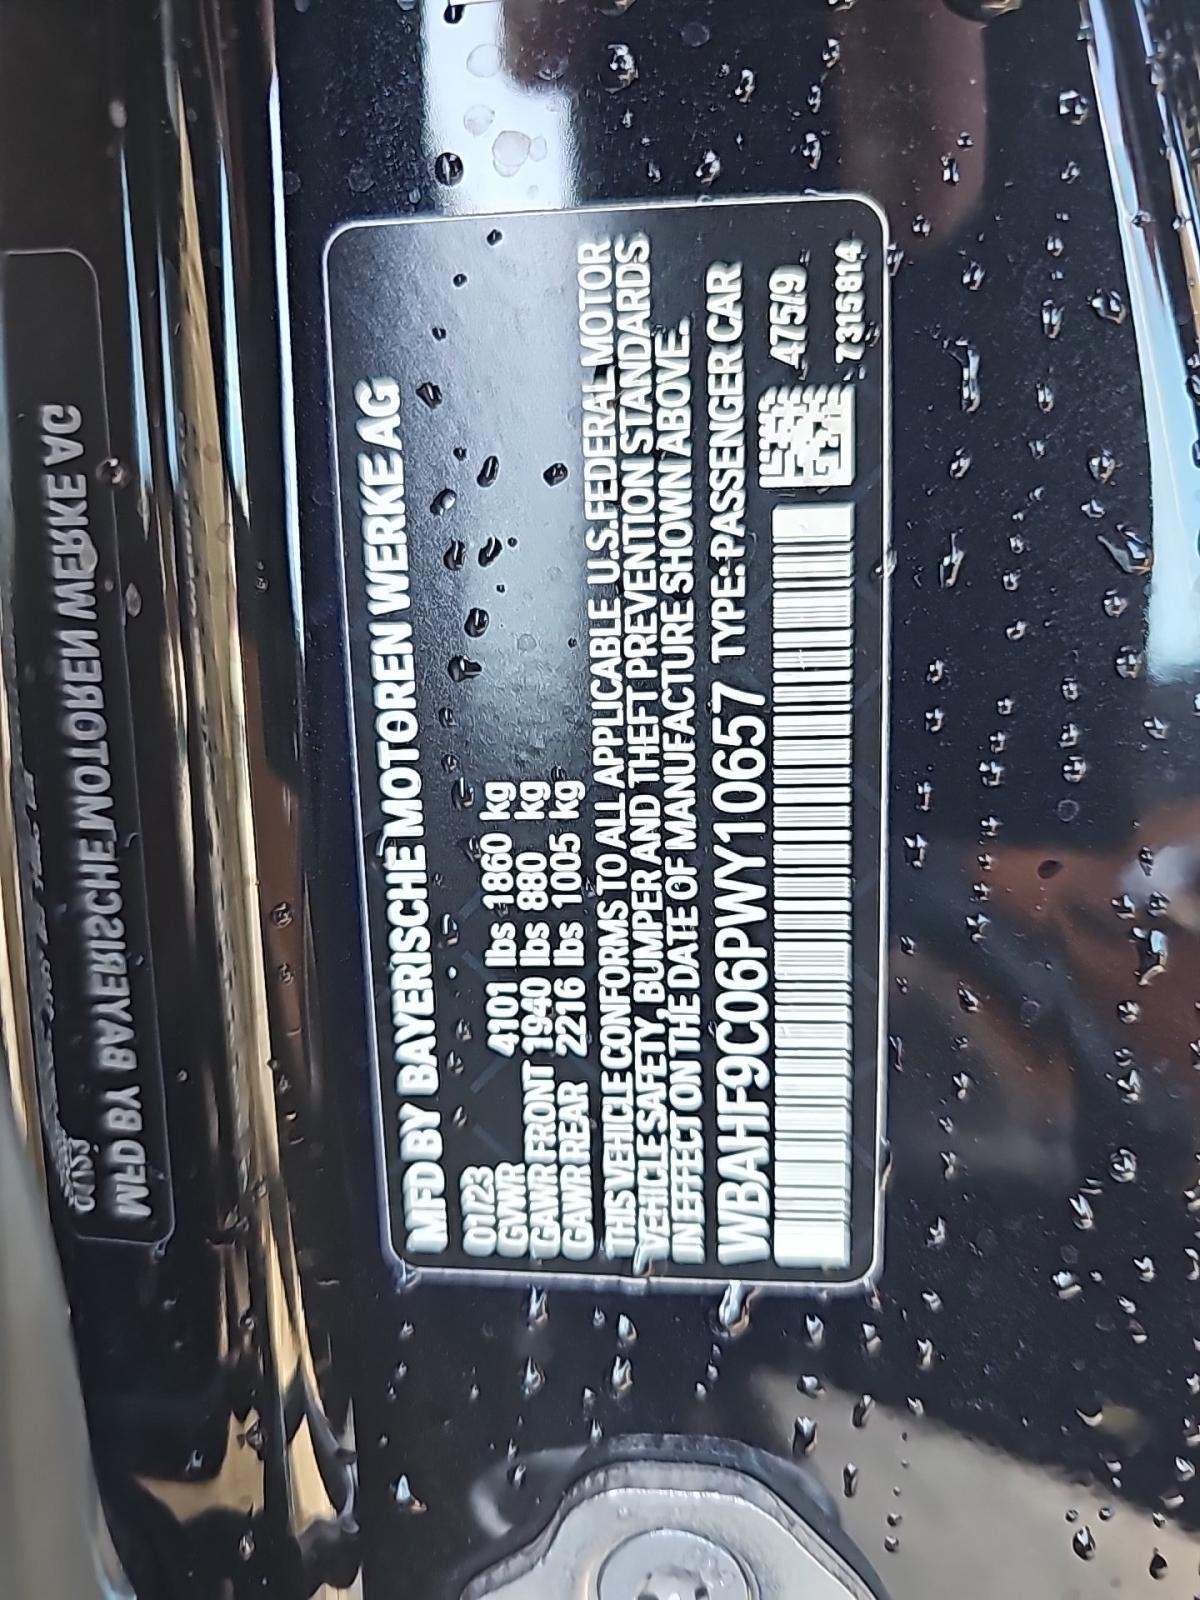 MFD BY BAYERISCHE MOTOREN WERKE AG
01/23
GWVR 4101 lbs 1860 kg
GAWR FRONT 1940 lbs 880 kg
GAWR REAR 2216 lbs 1005 kg
THIS VEHICLE CONFORMS TO ALL APPLICABLE U.S.FEDERAL MOTOR
VEHICLE SAFETY, BUMPER AND THEFT PREVENTION STANDARDS
IN EFFECT ON THE DATE OF MANUFACTURE SHOWN ABOVE.
WBAHF9C06PWY10657 TYPE:PASSENGER CAR
475/9
7315814
MFD BY BAYERISCHE MOTOREN WERKE AG
01/23